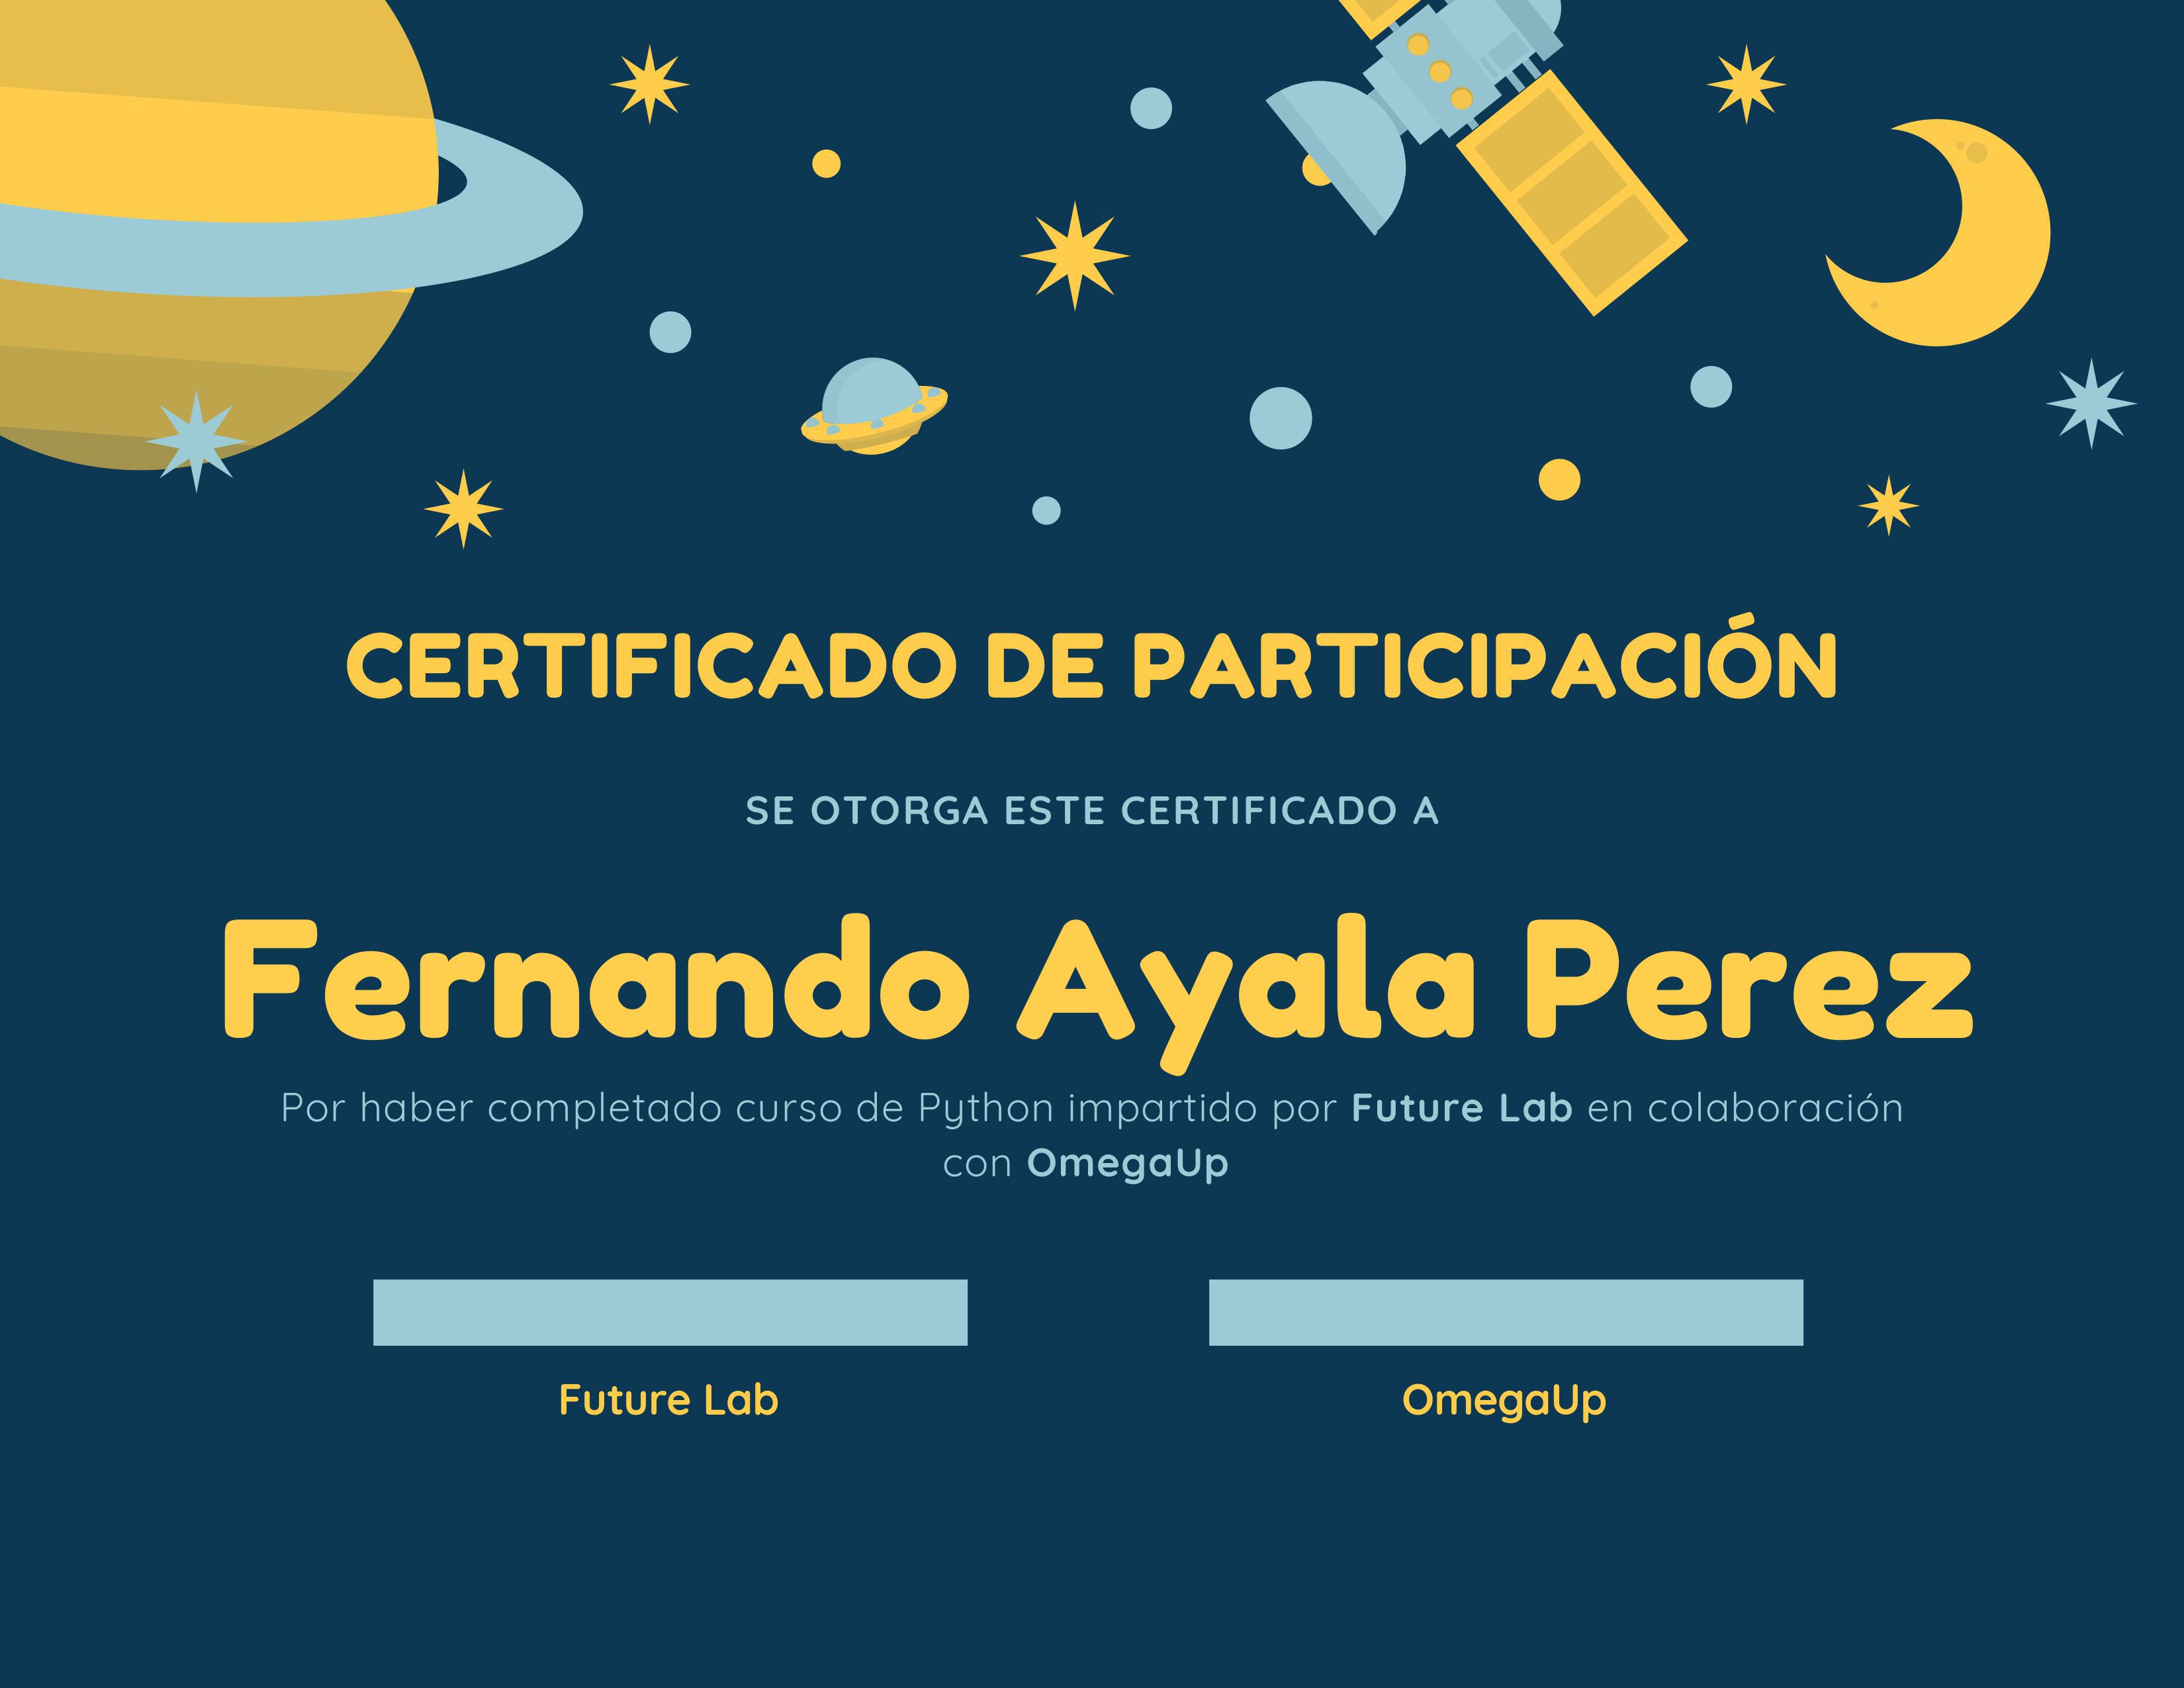 CERTIFICADO DE PARTICIPACIÓN
SE OTORGA ESTE CERTIFICADO A
Fernando Ayala Perez
Por haber completado curso de Python impartido por Future Lab en colaboración
con OmegaUp
Future Lab
OmegaUp